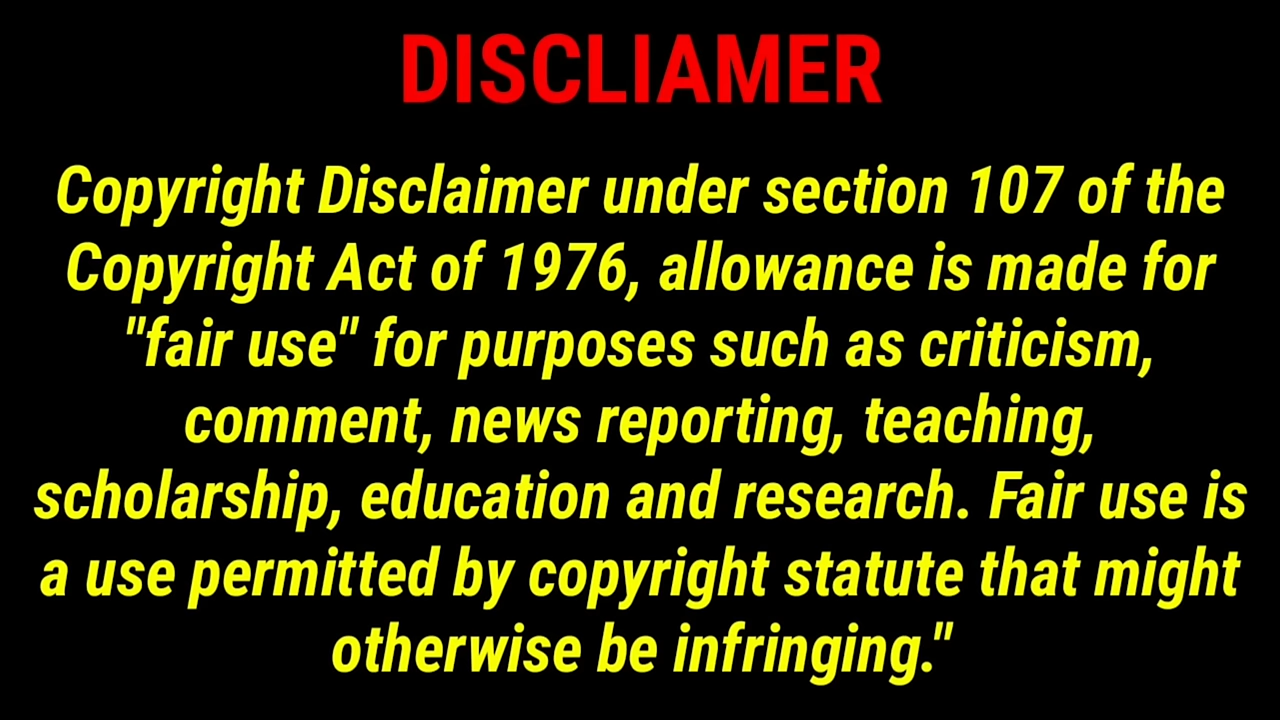 DISCLIAMER
Copyright Disclaimer under section 107 of the
Copyright Act of 1976, allowance is made for
"fair use" for purposes such as criticism,
comment, news reporting, teaching,
scholarship, education and research. Fair use is
a use permitted by copyright statute that might
otherwise be infringing."